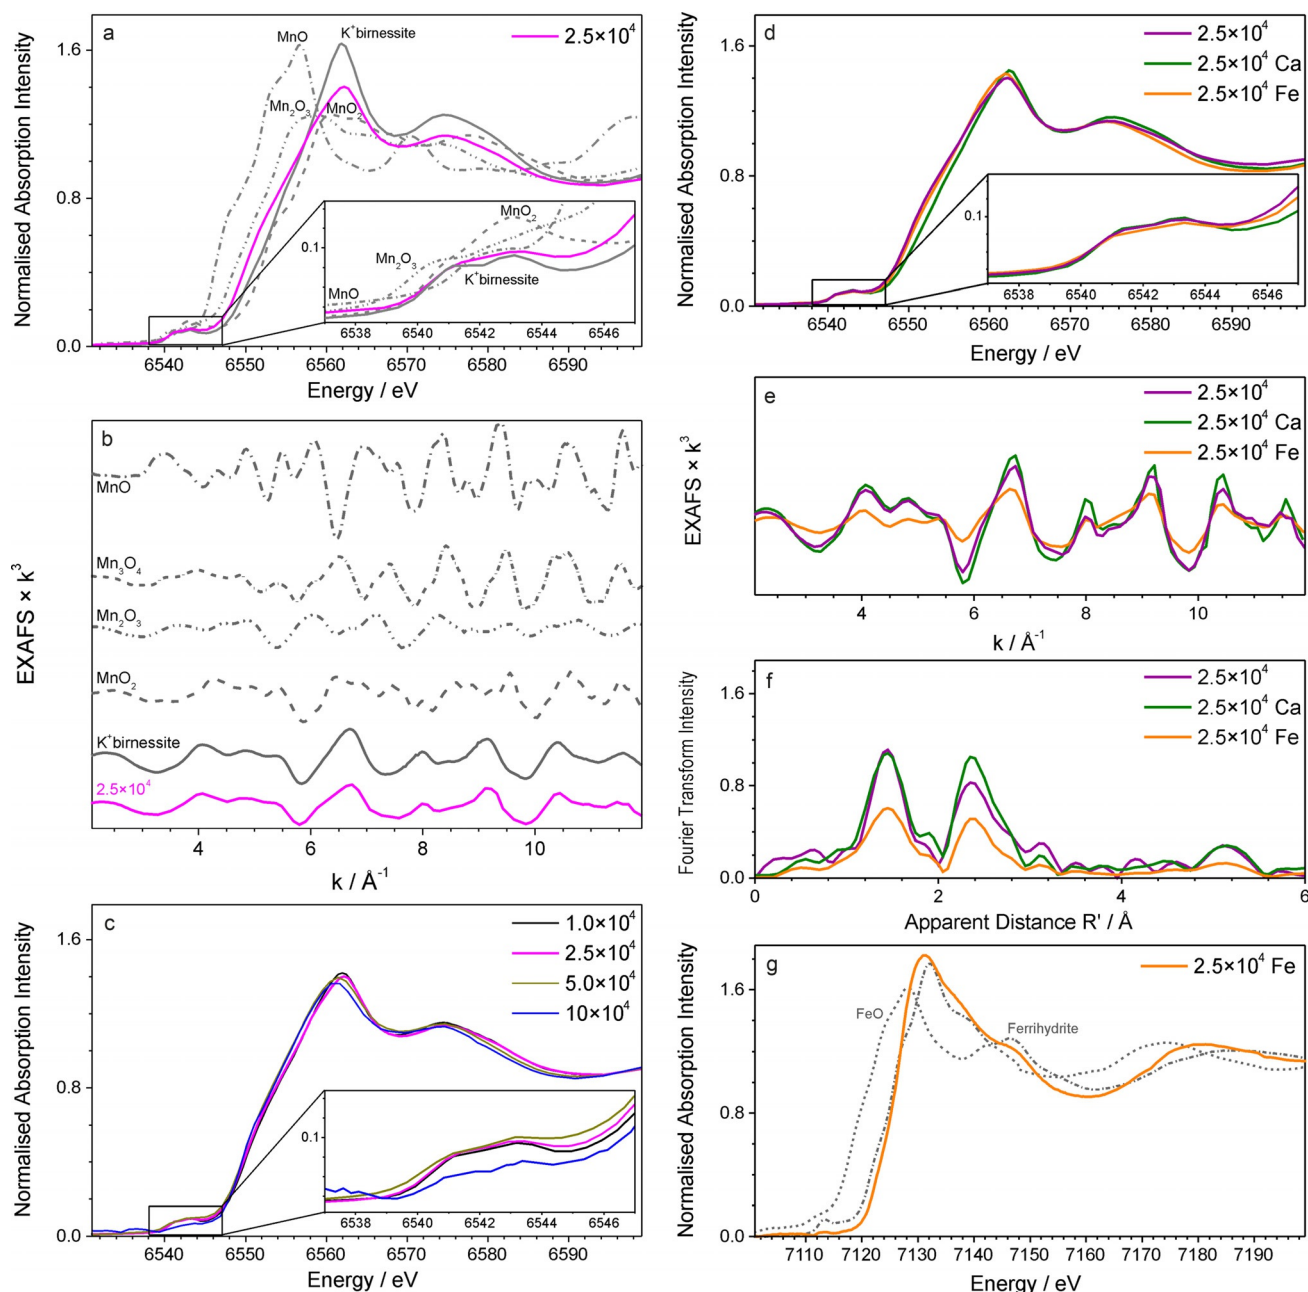 a
MnO
K⁺birnessite
2.5×10⁴
1.6
Mn₂O₃
MnO₂
0.8
MnO₂
0.1
Mn₂O₃
MnO
K⁺birnessite
6538 6540 6542 6544 6546
0.0
6540 6550 6560 6570 6580 6590
Energy / eV
Normalised Absorption Intensity
b
MnO
Mn₃O₄
Mn₂O₃
MnO₂
K⁺birnessite
2.5×10⁴
4 6 8 10
k / Å⁻¹
EXAFS × k³
c
1.0×10⁴
2.5×10⁴
5.0×10⁴
10×10⁴
1.6
0.8
0.1
6538 6540 6542 6544 6546
0.0
6540 6550 6560 6570 6580 6590
Energy / eV
Normalised Absorption Intensity
d
2.5×10⁴
2.5×10⁴ Ca
2.5×10⁴ Fe
1.6
0.8
0.1
6538 6540 6542 6544 6546
0.0
6540 6550 6560 6570 6580 6590
Energy / eV
Normalised Absorption Intensity
e
2.5×10⁴
2.5×10⁴ Ca
2.5×10⁴ Fe
4 6 8 10
k / Å⁻¹
EXAFS × k³
f
2.5×10⁴
2.5×10⁴ Ca
2.5×10⁴ Fe
1.6
0.8
0.0
0 2 4 6
Apparent Distance R' / Å
Fourier Transform Intensity
g
2.5×10⁴ Fe
1.6
FeO
Ferrihydrite
0.8
0.0
7110 7120 7130 7140 7150 7160 7170 7180 7190
Energy / eV
Normalised Absorption Intensity